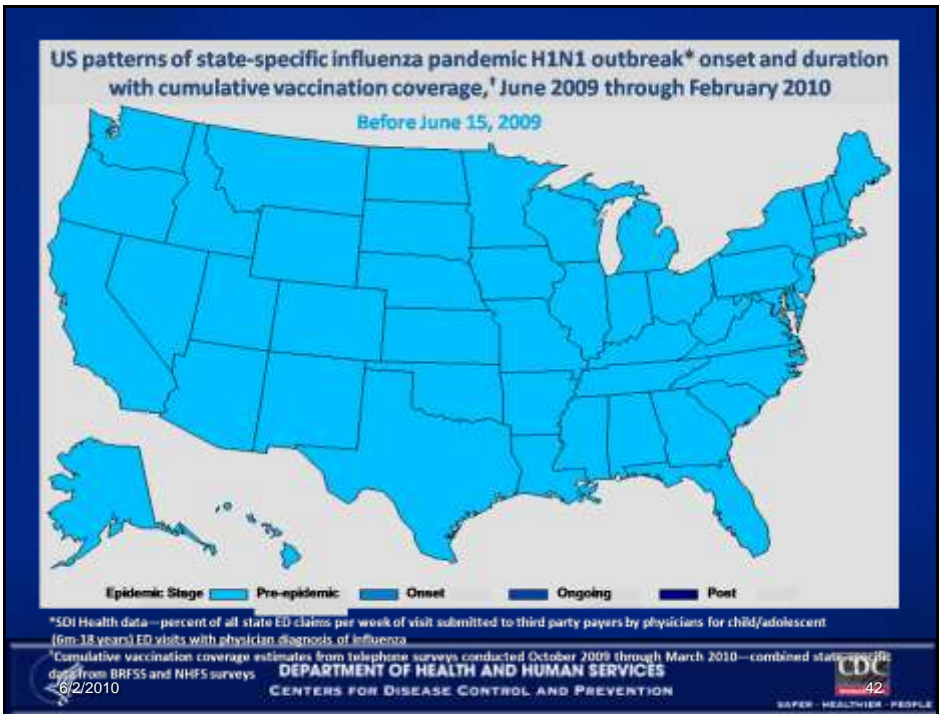 US patterns of state-specific influenza pandemic H1N1 outbreak* onset and duration
with cumulative vaccination coverage,† June 2009 through February 2010
Before June 15, 2009
Epidemic Stage Pre-epidemic Onset Ongoing Post
*SDI Health data—percent of all state ED claims per week of visit submitted to third party payers by physicians for child/adolescent
(6m-18 years) ED visits with physician diagnosis of influenza
†Cumulative vaccination coverage estimates from telephone surveys conducted October 2009 through March 2010—combined state-specific
data from BRFSS and NHFS surveys
DEPARTMENT OF HEALTH AND HUMAN SERVICES
CENTERS FOR DISEASE CONTROL AND PREVENTION
6/2/2010
CDC
42
SAFER · HEALTHIER · PEOPLE